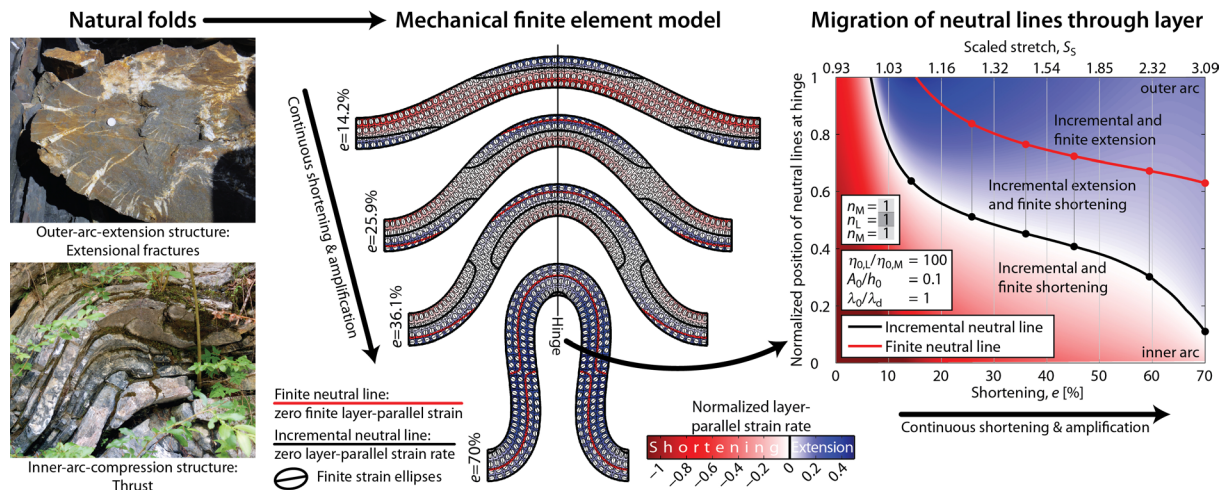 Natural folds
Mechanical finite element model
Migration of neutral lines through layer
Outer-arc-extension structure:
Extensional fractures
Inner-arc-compression structure:
Thrust
Continuous shortening & amplification
e=14.2%
e=25.9%
e=36.1%
e=70%
Hinge
Finite neutral line:
zero finite layer-parallel strain
Incremental neutral line:
zero layer-parallel strain rate
Finite strain ellipses
Normalized layer-
parallel strain rate
Shortening
Extension
-1 -0.8 -0.6 -0.4 -0.2 0 0.2 0.4
Scaled stretch, S_S
0.93 1.03 1.16 1.32 1.54 1.85 2.32 3.09
Normalized position of neutral lines at hinge
1
0.8
0.6
0.4
0.2
0
outer arc
Incremental and
finite extension
Incremental extension
and finite shortening
Incremental and
finite shortening
n_M = 1
n_L = 1
n_M = 1
η_0,L/η_0,M = 100
A_0/h_0 = 0.1
λ_0/λ_d = 1
Incremental neutral line
Finite neutral line
inner arc
0 10 20 30 40 50 60 70
Shortening, e [%]
Continuous shortening & amplification